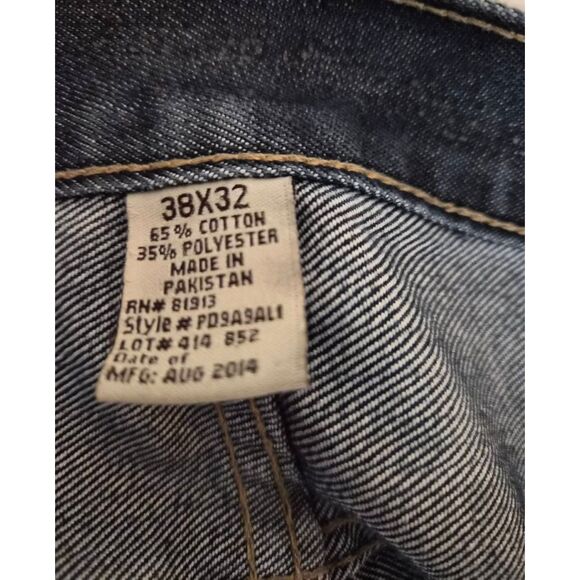 38X32
65% COTTON
35% POLYESTER
MADE IN
PAKISTAN
RN# 81913
Style # PD9A9AL1
LOT# 414 852
Date of
MFG: AUG 2014